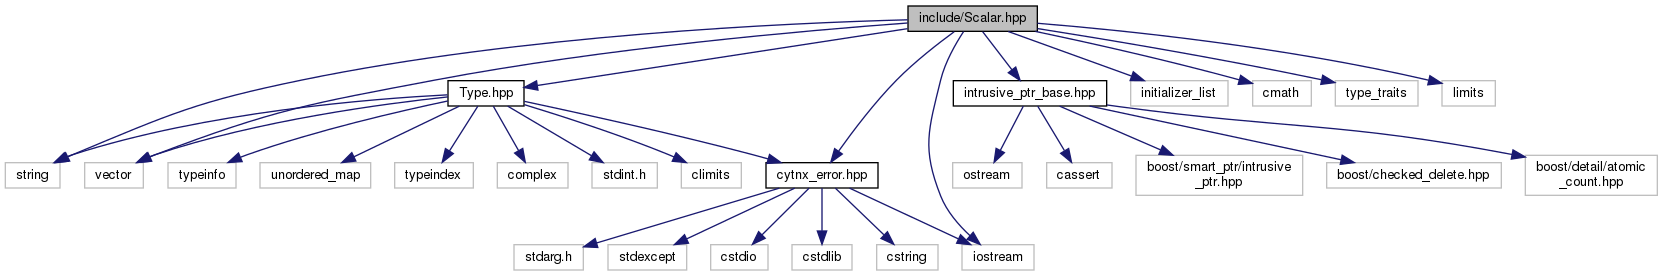 include/Scalar.hpp
Type.hpp
intrusive_ptr_base.hpp
initializer_list
cmath
type_traits
limits
string
vector
typeinfo
unordered_map
typeindex
complex
stdint.h
climits
cytnx_error.hpp
ostream
cassert
boost/smart_ptr/intrusive
_ptr.hpp
boost/checked_delete.hpp
boost/detail/atomic
_count.hpp
stdarg.h
stdexcept
cstdio
cstdlib
cstring
iostream